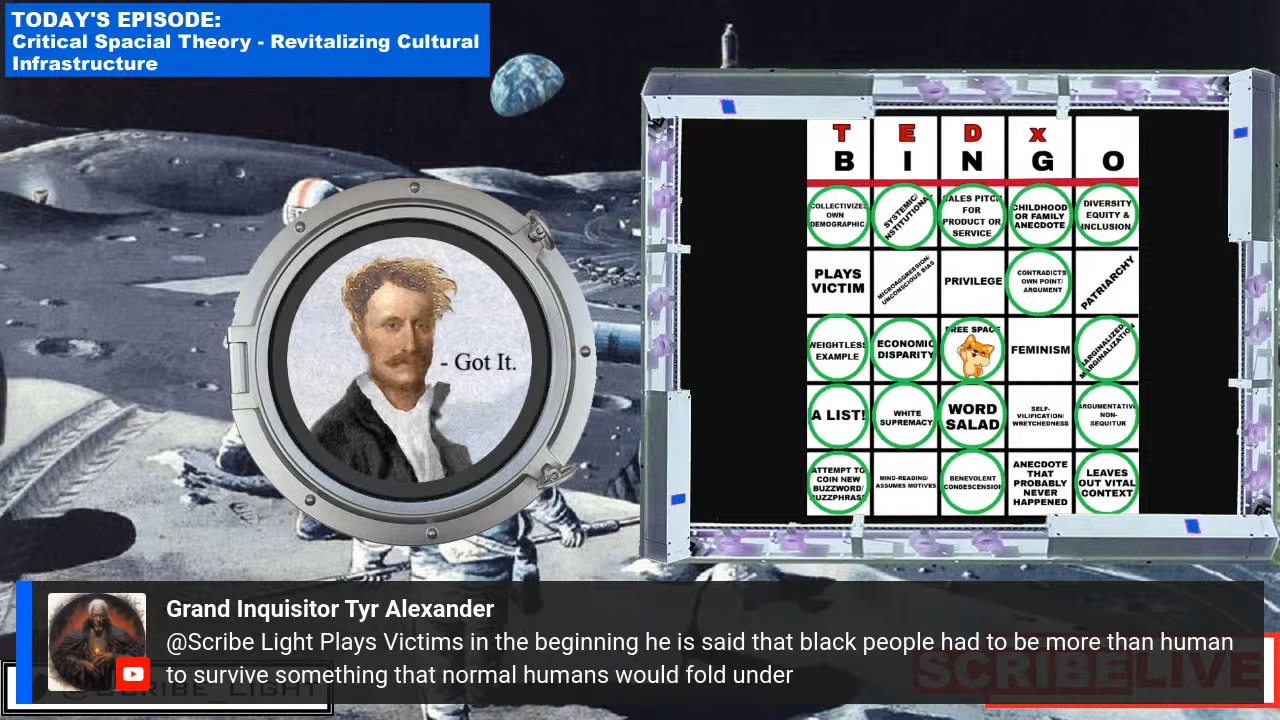 TODAY'S EPISODE:
Critical Spacial Theory - Revitalizing Cultural
Infrastructure
T E D x
B I N G O
COLLECTIVIZES
OWN
DEMOGRAPHIC
SYSTEMIC/
INSTITUTIONAL
SALES PITCH
FOR
PRODUCT OR
SERVICE
CHILDHOOD
OR FAMILY
ANECDOTE
DIVERSITY
EQUITY &
INCLUSION
PLAYS
VICTIM
MICROAGGRESSION/
UNCONSCIOUS BIAS
PRIVILEGE
CONTRADICTS
OWN POINT/
ARGUMENT
PATRIARCHY
WEIGHTLESS
EXAMPLE
ECONOMIC
DISPARITY
FREE SPACE
FEMINISM
MARGINALIZED/
MARGINALIZATION
A LIST!
WHITE
SUPREMACY
WORD
SALAD
SELF-
VILIFICATION/
WRETCHEDNESS
ARGUMENTATIVE
NON-
SEQUITUR
ATTEMPT TO
COIN NEW
BUZZWORD/
BUZZPHRASE
MIND-READING/
ASSUMES MOTIVES
BENEVOLENT
CONDESCENSION
ANECDOTE
THAT
PROBABLY
NEVER
HAPPENED
LEAVES
OUT VITAL
CONTEXT
- Got It.
Grand Inquisitor Tyr Alexander
@Scribe Light Plays Victims in the beginning he is said that black people had to be more than human
to survive something that normal humans would fold under
@SCRIBE_LIGHT
SCRIBELIVE